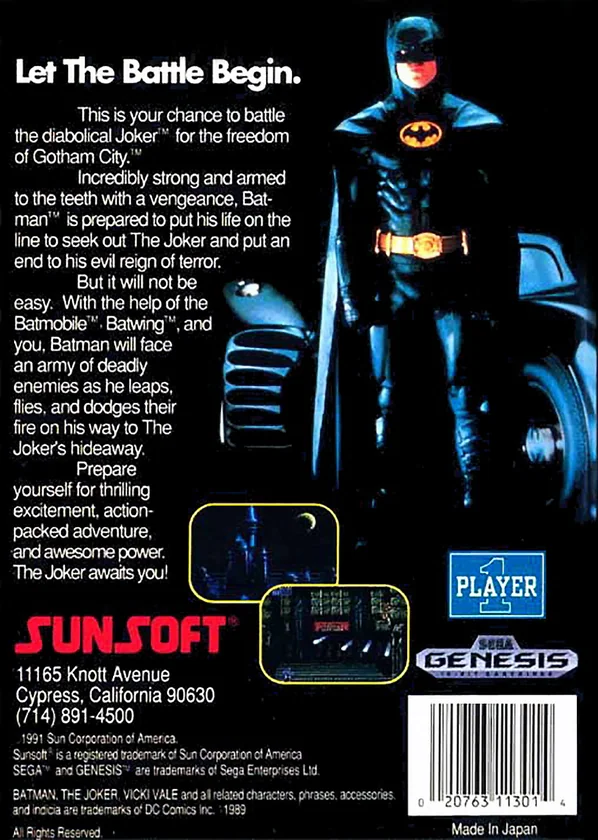 Let The Battle Begin.
This is your chance to battle
the diabolical Joker™ for the freedom
of Gotham City.™
Incredibly strong and armed
to the teeth with a vengeance, Bat-
man™ is prepared to put his life on the
line to seek out The Joker and put an
end to his evil reign of terror.
But it will not be
easy. With the help of the
Batmobile™, Batwing™, and
you, Batman will face
an army of deadly
enemies as he leaps,
flies, and dodges their
fire on his way to The
Joker's hideaway.
Prepare
yourself for thrilling
excitement, action-
packed adventure,
and awesome power.
The Joker awaits you!
1
PLAYER
SUNSOFT®
SEGA
GENESIS
16-BIT CARTRIDGE
11165 Knott Avenue
Cypress, California 90630
(714) 891-4500
1991 Sun Corporation of America.
Sunsoft® is a registered trademark of Sun Corporation of America
SEGA™ and GENESIS™ are trademarks of Sega Enterprises Ltd.
BATMAN, THE JOKER, VICKI VALE and all related characters, phrases, accessories
and indicia are trademarks of DC Comics Inc. 1989
All Rights Reserved.
0 20763 11301 4
Made In Japan